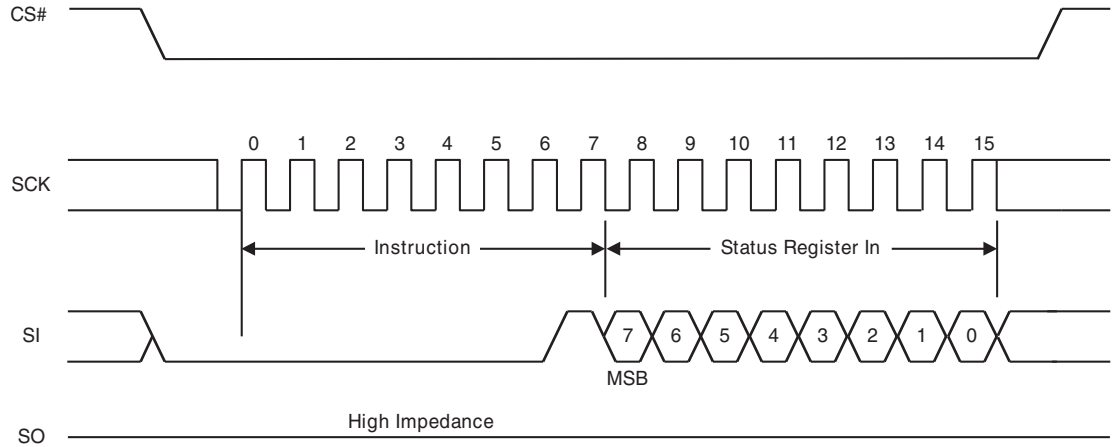 CS#
0 1 2 3 4 5 6 7 8 9 10 11 12 13 14 15
SCK
Instruction Status Register In
SI 7 6 5 4 3 2 1 0
MSB
High Impedance
SO